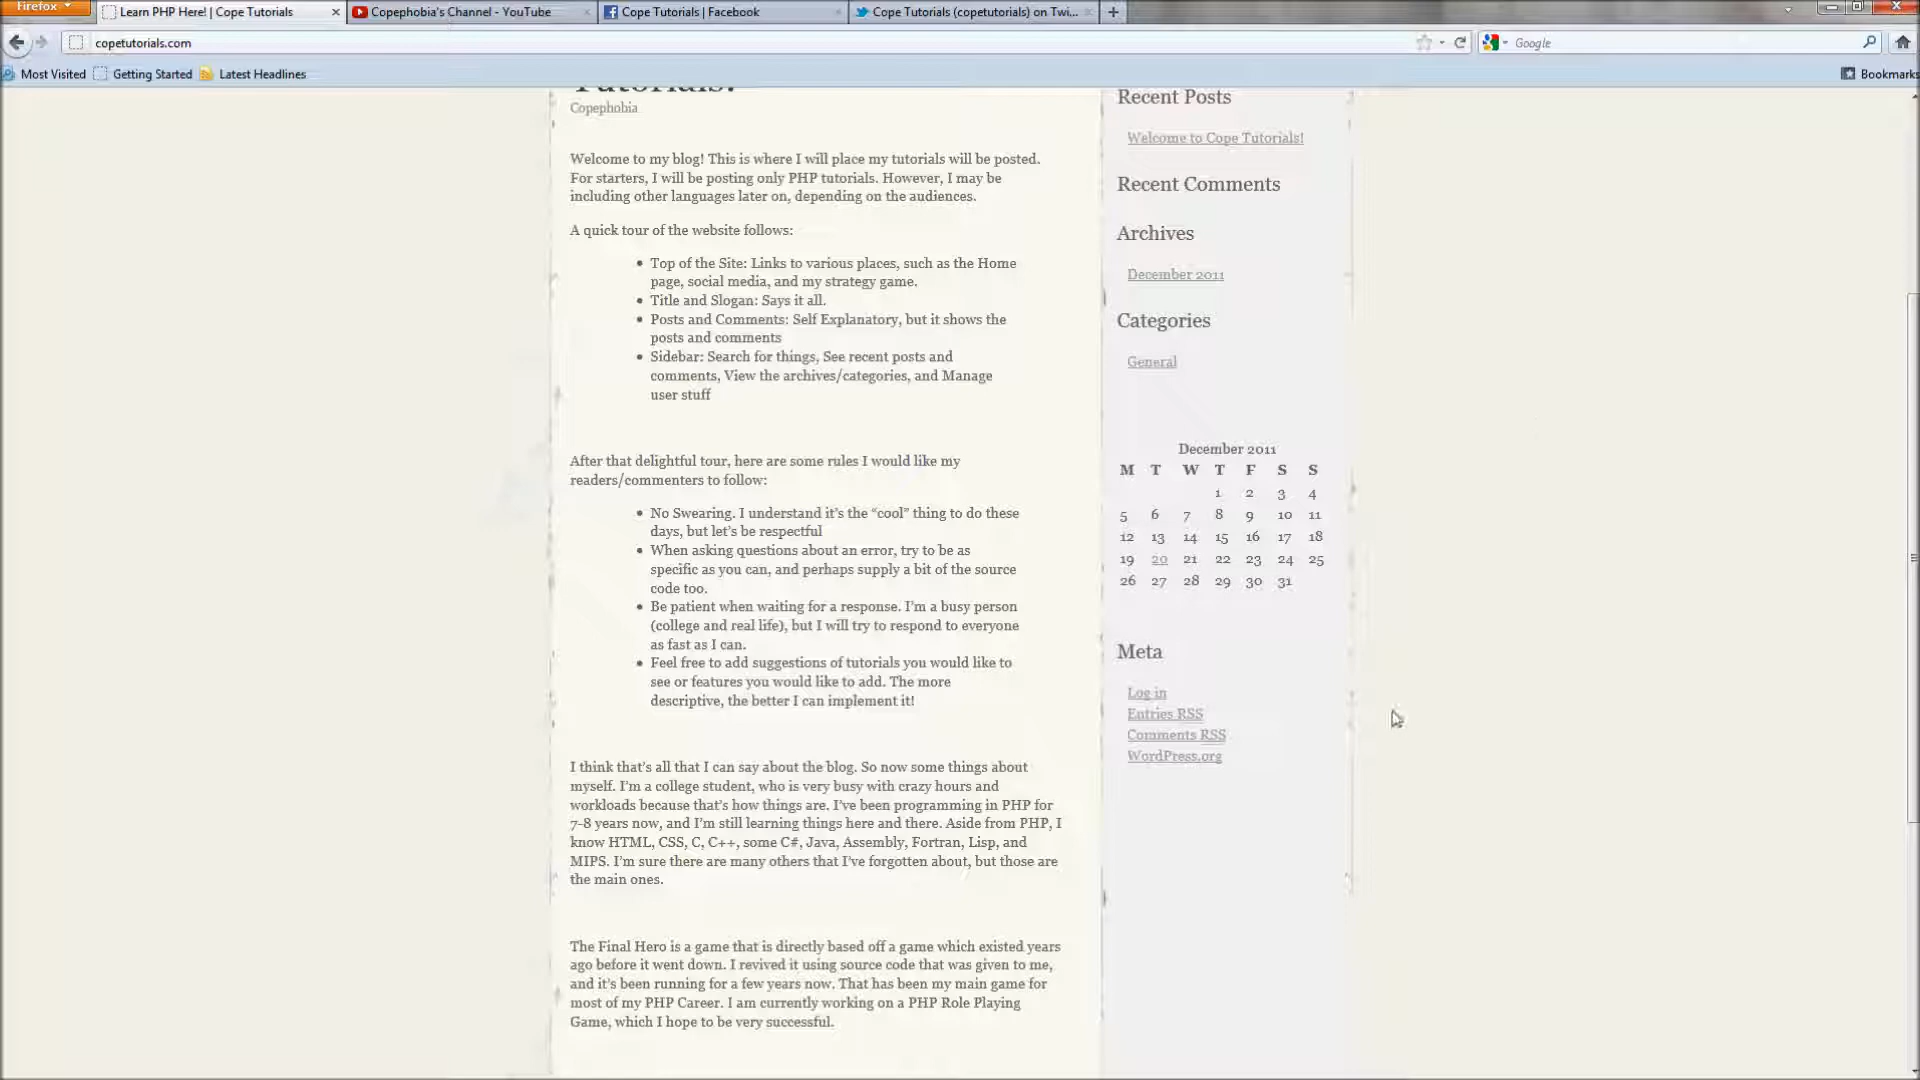 Firefox
Learn PHP Here! | Cope Tutorials
Copephobia's Channel - YouTube
Cope Tutorials | Facebook
Cope Tutorials (copetutorials) on Twi...
copetutorials.com
Google
Most Visited
Getting Started
Latest Headlines
Bookmarks
Tutorials!
Copephobia
Welcome to my blog! This is where I will place my tutorials will be posted.
For starters, I will be posting only PHP tutorials. However, I may be
including other languages later on, depending on the audiences.
A quick tour of the website follows:
• Top of the Site: Links to various places, such as the Home
page, social media, and my strategy game.
• Title and Slogan: Says it all.
• Posts and Comments: Self Explanatory, but it shows the
posts and comments
• Sidebar: Search for things, See recent posts and
comments, View the archives/categories, and Manage
user stuff
After that delightful tour, here are some rules I would like my
readers/commenters to follow:
• No Swearing. I understand it's the “cool” thing to do these
days, but let's be respectful
• When asking questions about an error, try to be as
specific as you can, and perhaps supply a bit of the source
code too.
• Be patient when waiting for a response. I'm a busy person
(college and real life), but I will try to respond to everyone
as fast as I can.
• Feel free to add suggestions of tutorials you would like to
see or features you would like to add. The more
descriptive, the better I can implement it!
I think that's all that I can say about the blog. So now some things about
myself. I'm a college student, who is very busy with crazy hours and
workloads because that's how things are. I've been programming in PHP for
7-8 years now, and I'm still learning things here and there. Aside from PHP, I
know HTML, CSS, C, C++, some C#, Java, Assembly, Fortran, Lisp, and
MIPS. I'm sure there are many others that I've forgotten about, but those are
the main ones.
The Final Hero is a game that is directly based off a game which existed years
ago before it went down. I revived it using source code that was given to me,
and it's been running for a few years now. That has been my main game for
most of my PHP Career. I am currently working on a PHP Role Playing
Game, which I hope to be very successful.
Recent Posts
Welcome to Cope Tutorials!
Recent Comments
Archives
December 2011
Categories
General
December 2011
M T W T F S S
1 2 3 4
5 6 7 8 9 10 11
12 13 14 15 16 17 18
19 20 21 22 23 24 25
26 27 28 29 30 31
Meta
Log in
Entries RSS
Comments RSS
WordPress.org